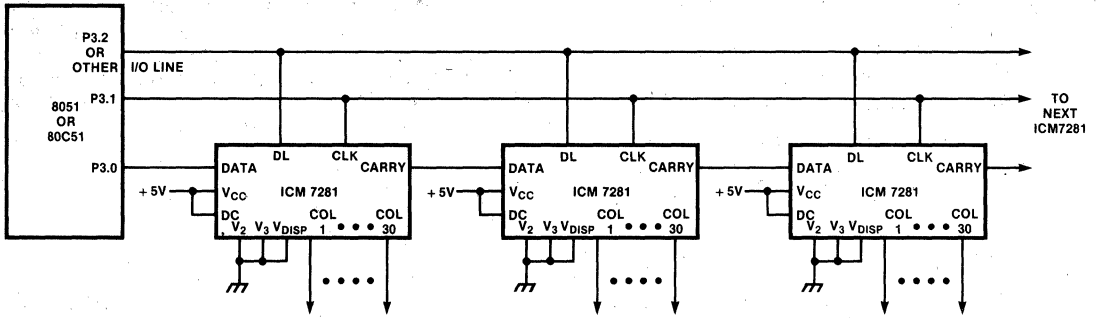 P3.2
OR
OTHER I/O LINE
8051
OR
80C51
P3.1
P3.0
TO
NEXT
ICM7281
DL CLK
DATA CARRY
+ 5V VCC ICM 7281
DC COL COL
V2 V3 VDISP 1 • • • 30
• • • •
DL CLK
DATA CARRY
+ 5V VCC ICM 7281
DC COL COL
V2 V3 VDISP 1 • • • 30
• • • •
DL CLK
DATA CARRY
+ 5V VCC ICM 7281
DC COL COL
V2 V3 VDISP 1 • • • 30
• • • •